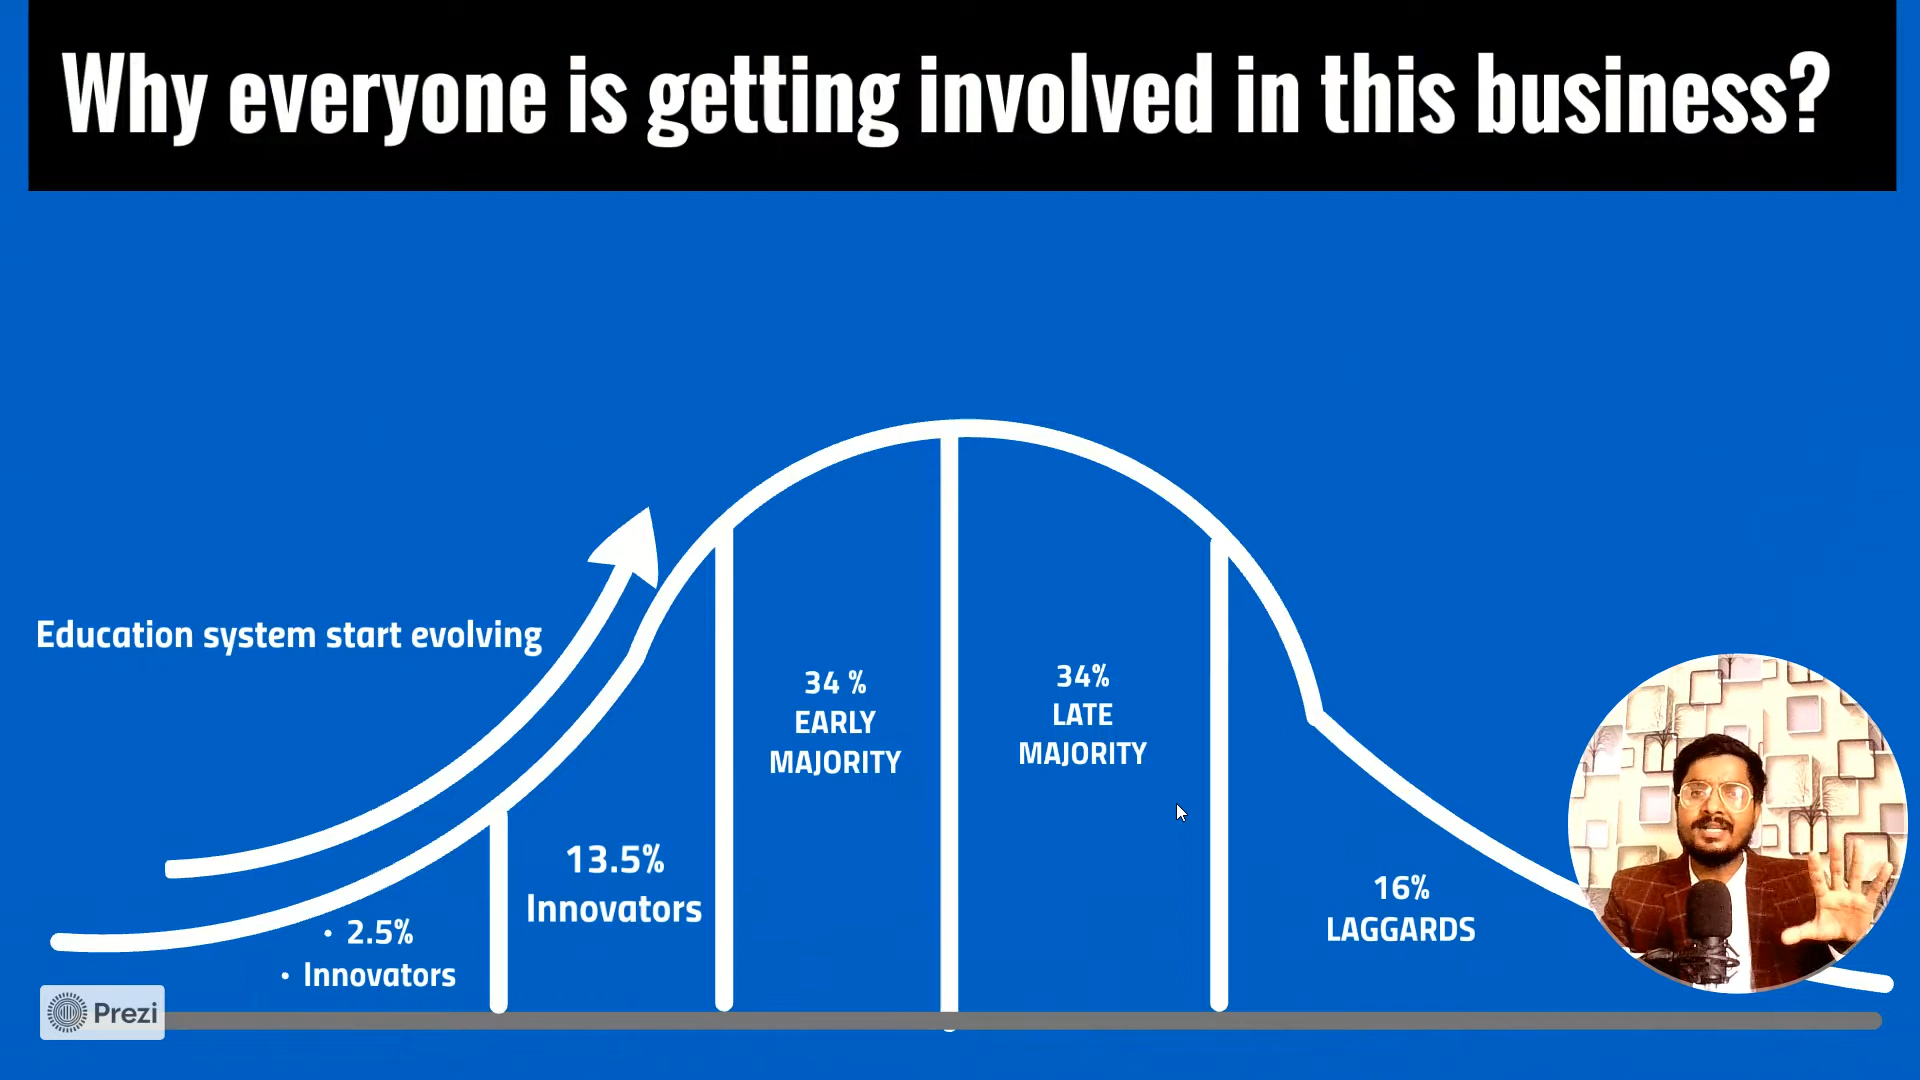 Why everyone is getting involved in this business?
Education system start evolving
34 %
EARLY
MAJORITY
34%
LATE
MAJORITY
13.5%
Innovators
• 2.5%
• Innovators
16%
LAGGARDS
Prezi